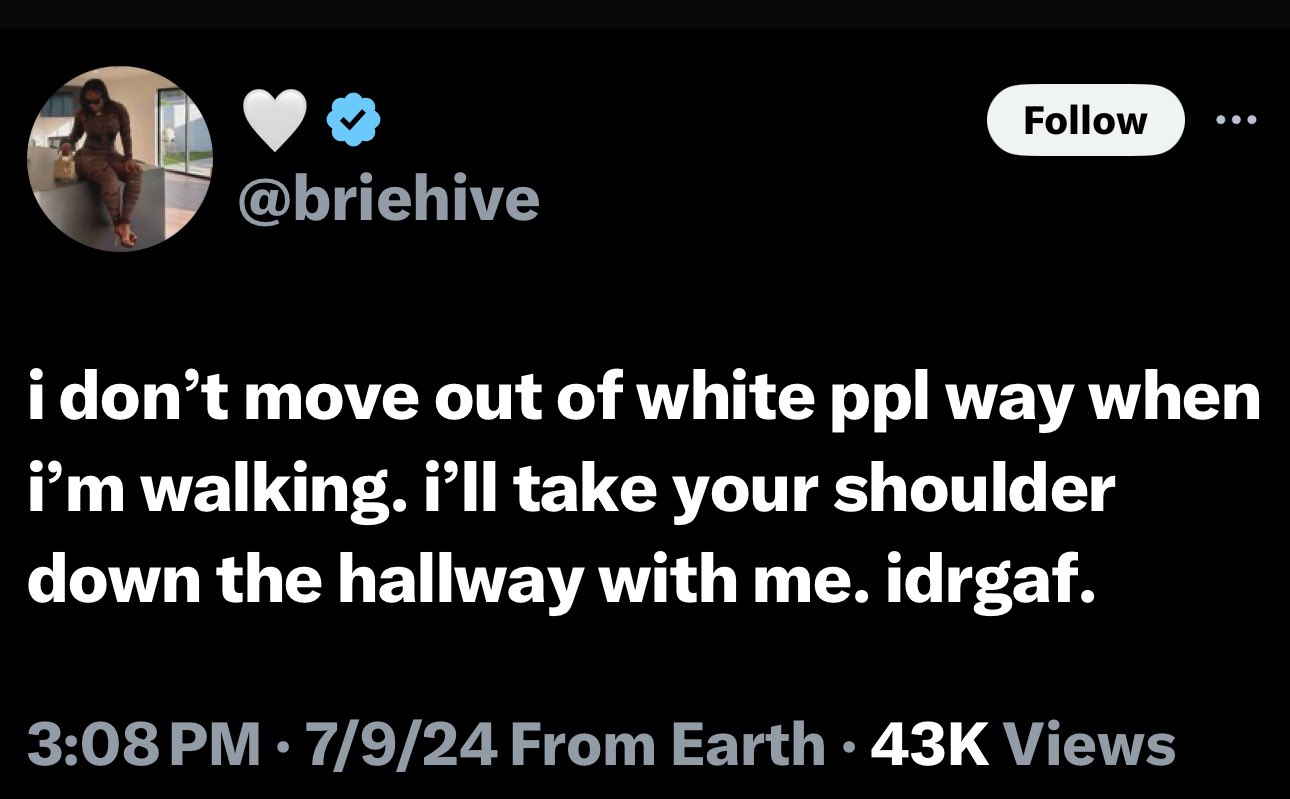 🤍
Follow
@briehive
i don’t move out of white ppl way when
i’m walking. i’ll take your shoulder
down the hallway with me. idrgaf.
3:08 PM · 7/9/24 From Earth · 43K Views